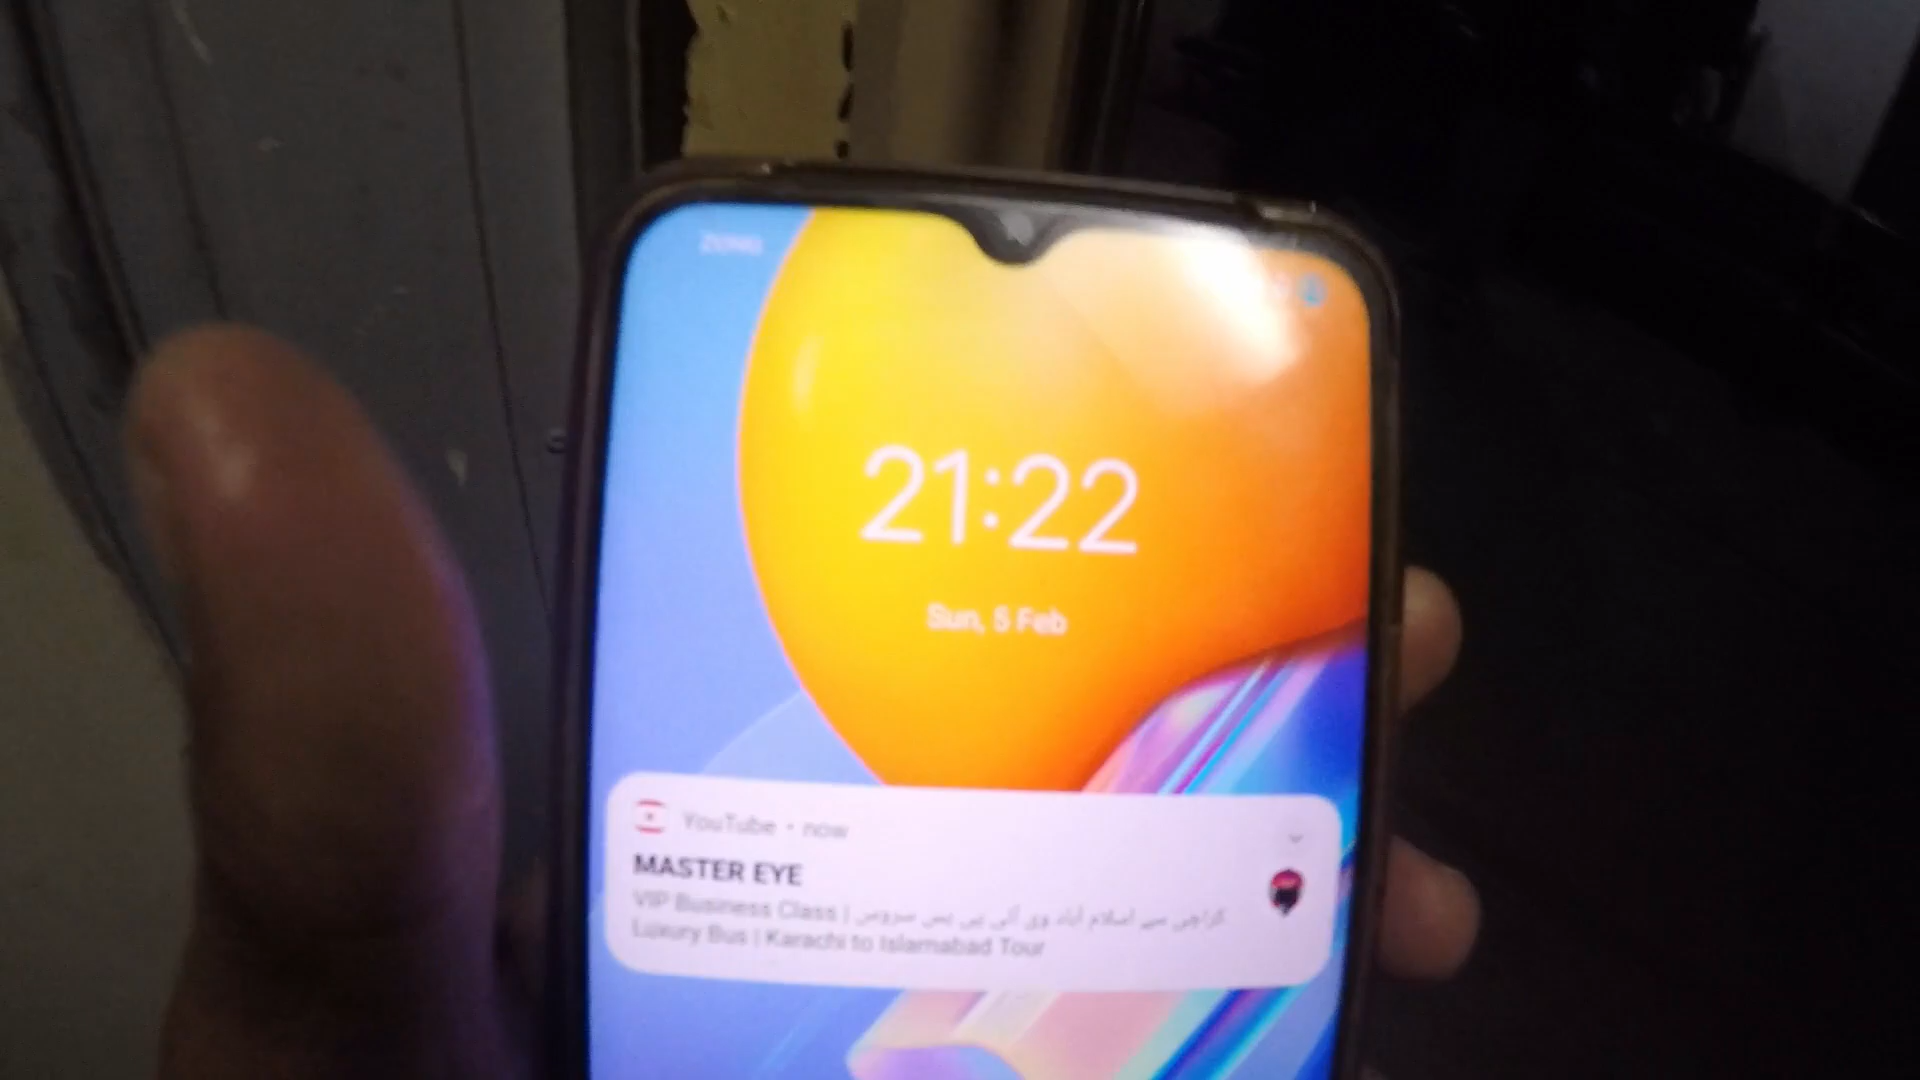 ZONG
21:22
Sun, 5 Feb
YouTube • now
MASTER EYE
VIP Business Class | کراچی سے اسلام آباد وی آئی پی بس سروس
Luxury Bus | Karachi to Islamabad Tour